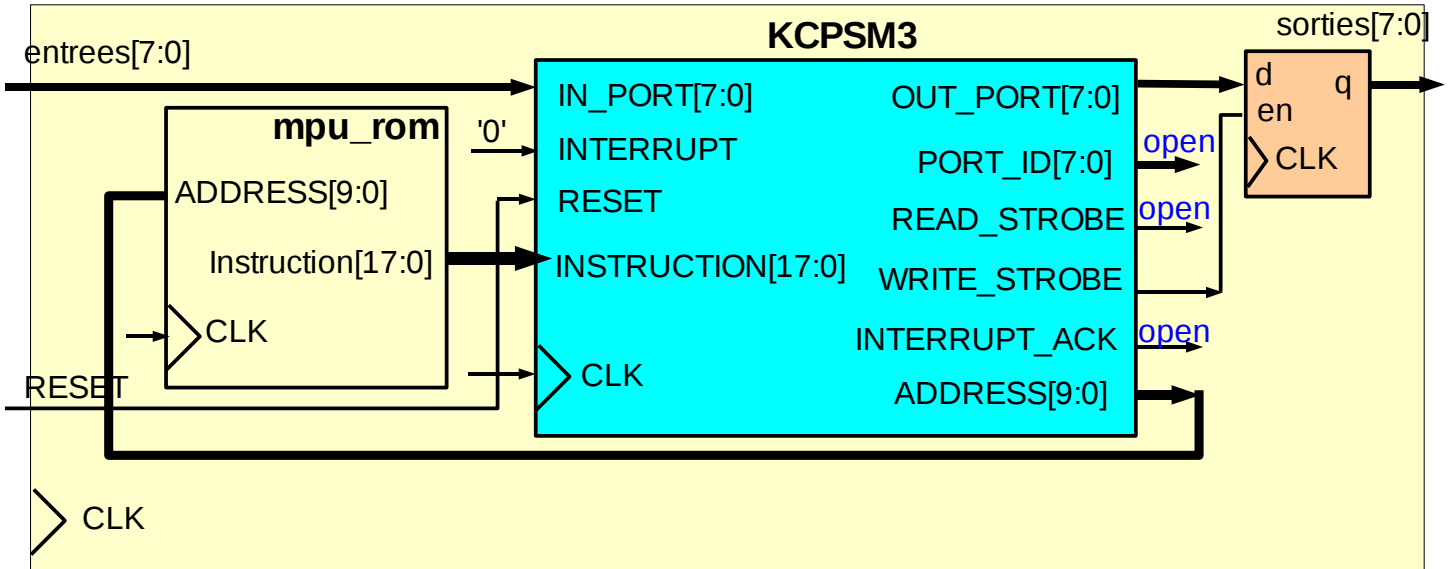 sorties[7:0]
KCPSM3
entrees[7:0]
d
q
IN_PORT[7:0]
OUT_PORT[7:0]
en
mpu_rom
'0'
INTERRUPT
PORT_ID[7:0]
open
CLK
ADDRESS[9:0]
RESET
READ_STROBE
open
Instruction[17:0]
INSTRUCTION[17:0]
WRITE_STROBE
CLK
INTERRUPT_ACK
open
RESET
CLK
ADDRESS[9:0]
CLK